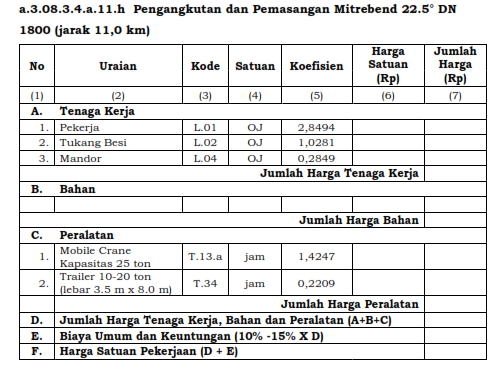 a.3.08.3.4.a.11.h Pengangkutan dan Pemasangan Mitrebend 22.5° DN
1800 (jarak 11,0 km)
No Uraian Kode Satuan Koefisien Harga Satuan (Rp) Jumlah Harga (Rp)
(1) (2) (3) (4) (5) (6) (7)
A. Tenaga Kerja
1. Pekerja L.01 OJ 2,8494
2. Tukang Besi L.02 OJ 1,0281
3. Mandor L.04 OJ 0,2849
Jumlah Harga Tenaga Kerja
B. Bahan
Jumlah Harga Bahan
C. Peralatan
1. Mobile Crane Kapasitas 25 ton T.13.a jam 1,4247
2. Trailer 10-20 ton (lebar 3.5 m x 8.0 m) T.34 jam 0,2209
Jumlah Harga Peralatan
D. Jumlah Harga Tenaga Kerja, Bahan dan Peralatan (A+B+C)
E. Biaya Umum dan Keuntungan (10% -15% X D)
F. Harga Satuan Pekerjaan (D + E)